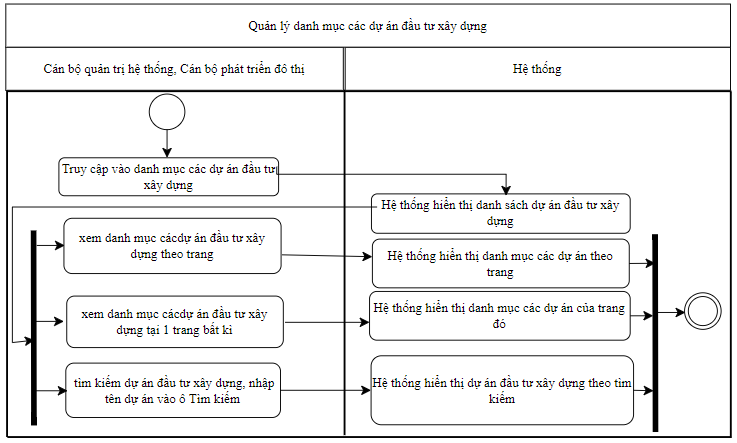 Quản lý danh mục các dự án đầu tư xây dựng
Cán bộ quản trị hệ thống, Cán bộ phát triển đô thị
Hệ thống
Truy cập vào danh mục các dự án đầu tư
xây dựng
Hệ thống hiển thị danh sách dự án đầu tư xây
dựng
xem danh mục cácdự án đầu tư xây
dựng theo trang
Hệ thống hiển thị danh mục các dự án theo
trang
xem danh mục cácdự án đầu tư xây
dựng tại 1 trang bất kì
Hệ thống hiển thị danh mục các dự án của trang
đó
tìm kiếm dự án đầu tư xây dựng, nhập
tên dự án vào ô Tìm kiếm
Hệ thống hiển thị dự án đầu tư xây dựng theo tìm
kiếm